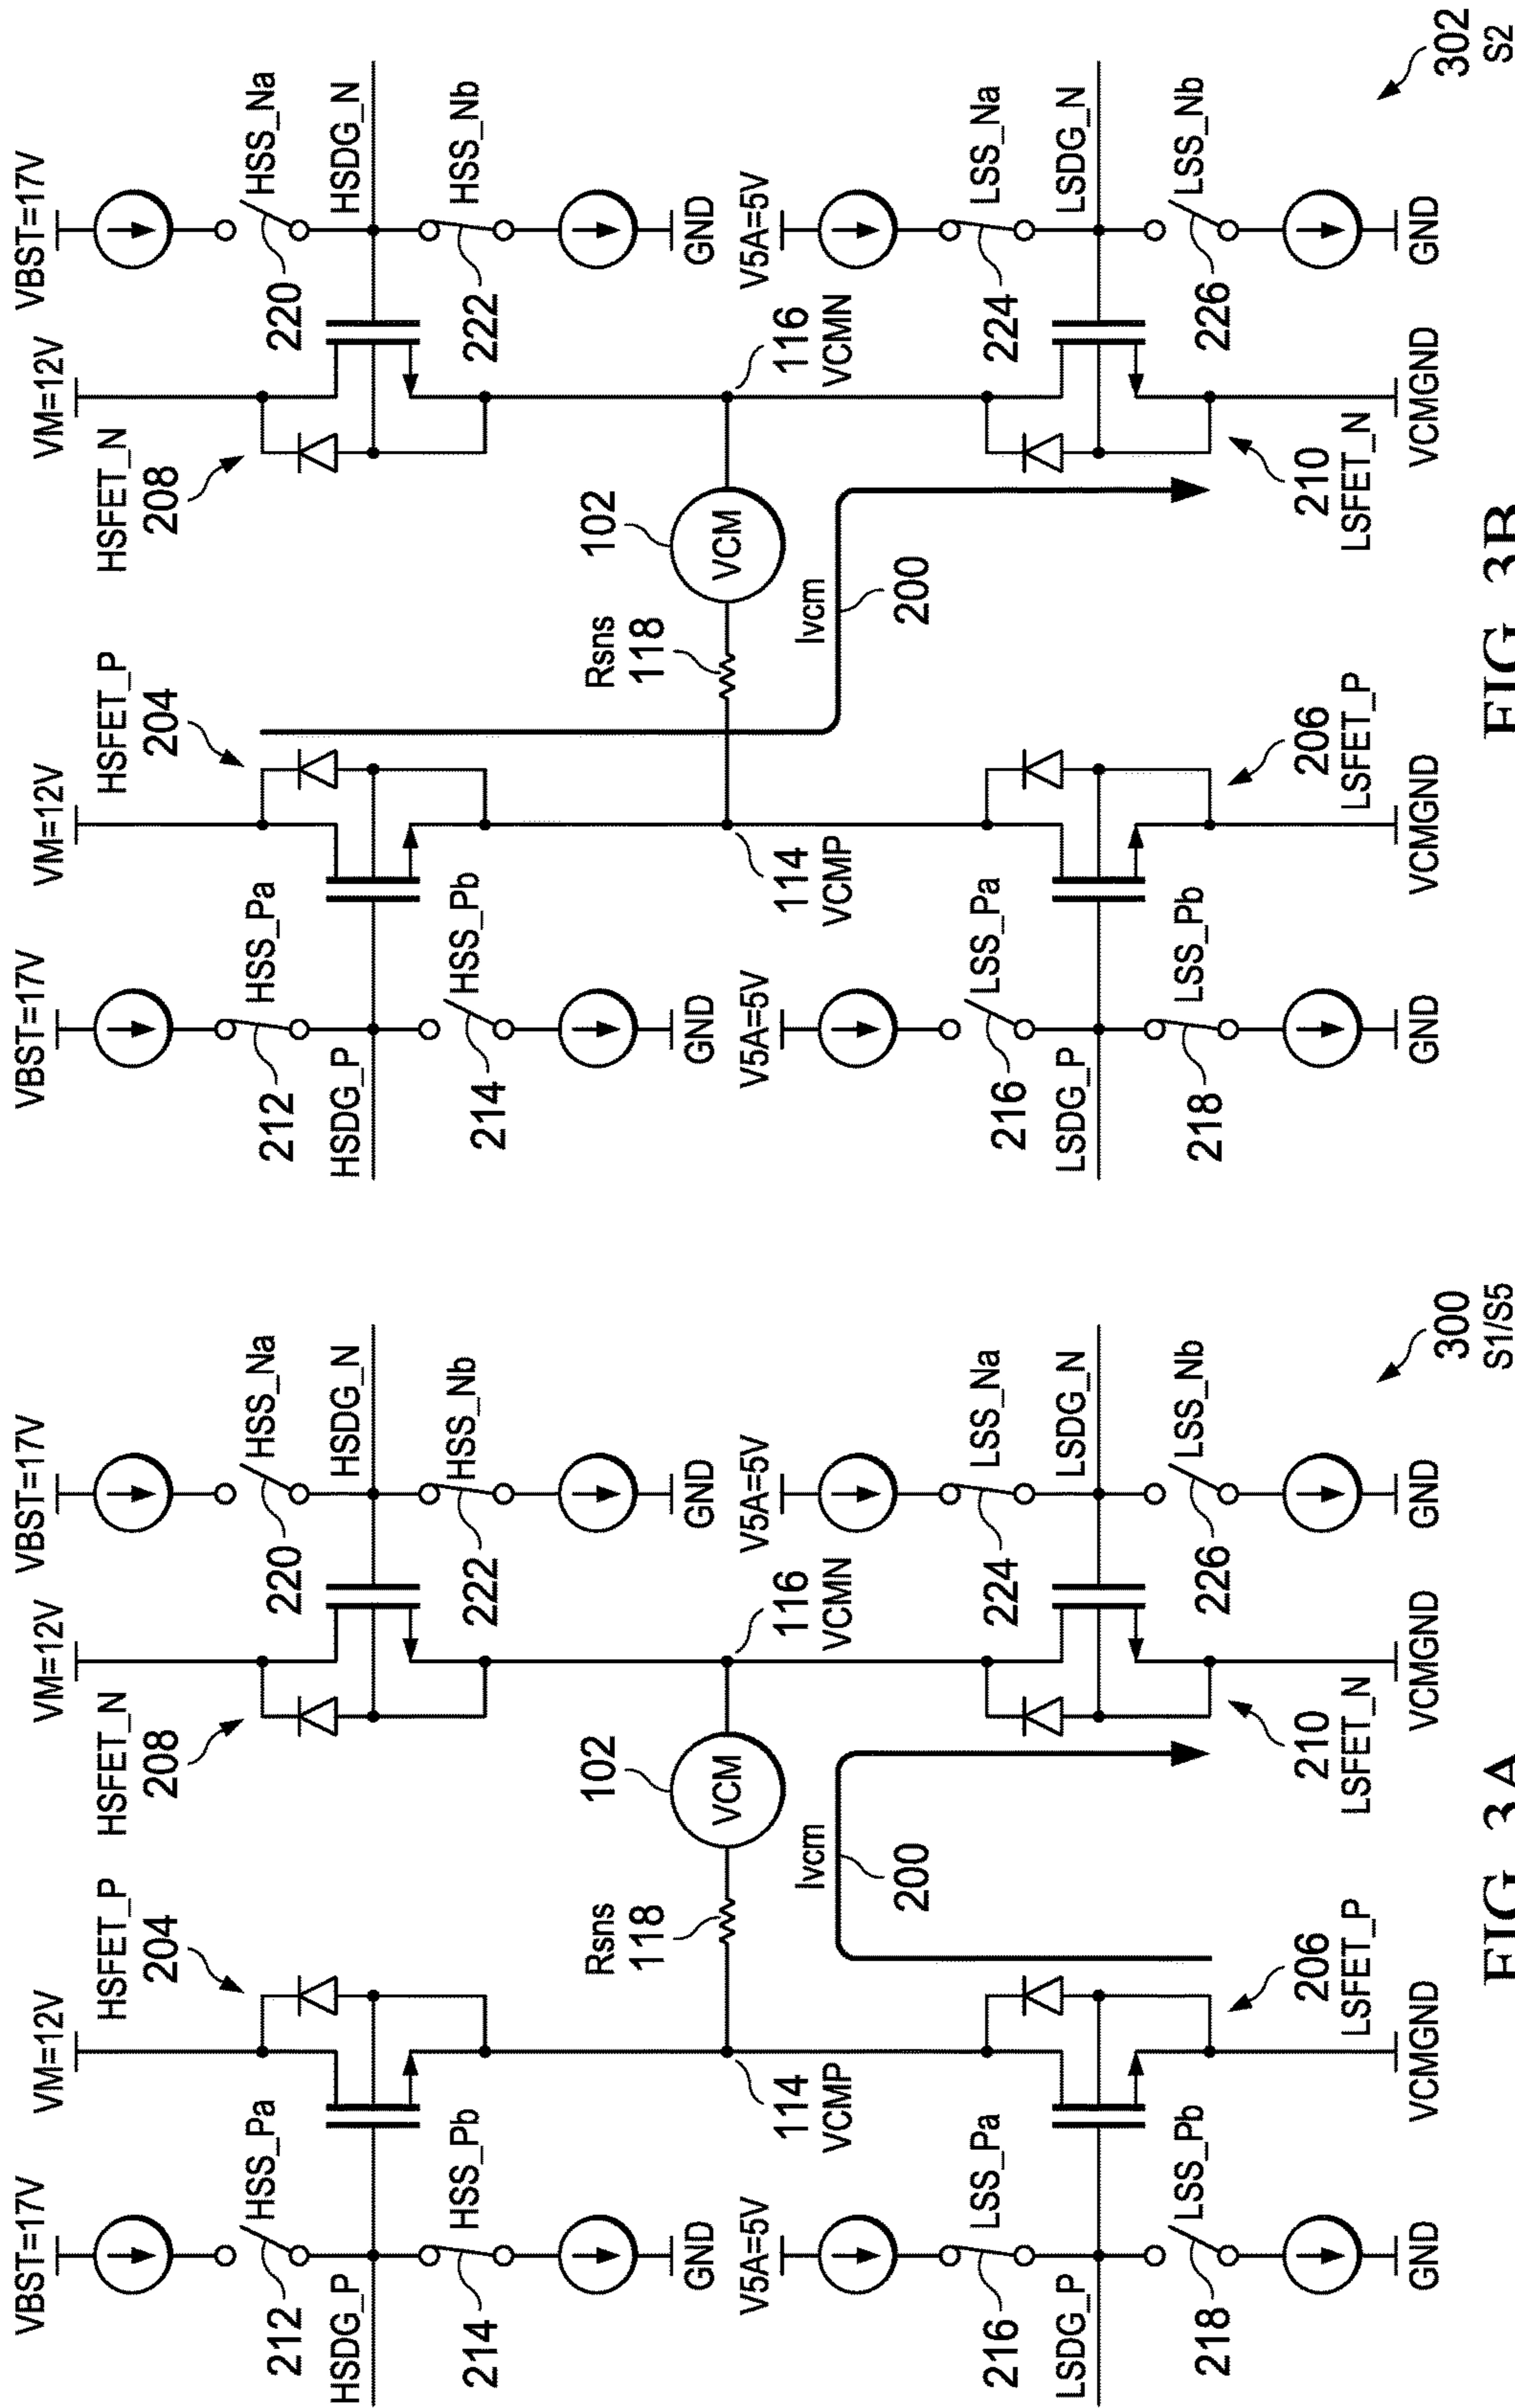 VBST=17V
VM=12V
VM=12V
VBST=17V
HSFET_P
204
HSFET_N
208
212
HSS_Pa
220
HSS_Na
HSDG_P
HSDG_N
214
HSS_Pb
222
HSS_Nb
GND
GND
Rsns
118
102
VCM
114
VCMP
116
VCMN
V5A=5V
V5A=5V
Ivcm
200
216
LSS_Pa
224
LSS_Na
LSDG_P
LSDG_N
218
LSS_Pb
226
LSS_Nb
206
LSFET_P
210
LSFET_N
GND
VCMGND
VCMGND
GND
300
S1/S5
FIG. 3A
VBST=17V
VM=12V
VM=12V
VBST=17V
HSFET_P
204
HSFET_N
208
212
HSS_Pa
220
HSS_Na
HSDG_P
HSDG_N
214
HSS_Pb
222
HSS_Nb
GND
GND
Rsns
118
102
VCM
114
VCMP
116
VCMN
V5A=5V
V5A=5V
Ivcm
200
216
LSS_Pa
224
LSS_Na
LSDG_P
LSDG_N
218
LSS_Pb
226
LSS_Nb
206
LSFET_P
210
LSFET_N
GND
VCMGND
VCMGND
GND
302
S2
FIG. 3B